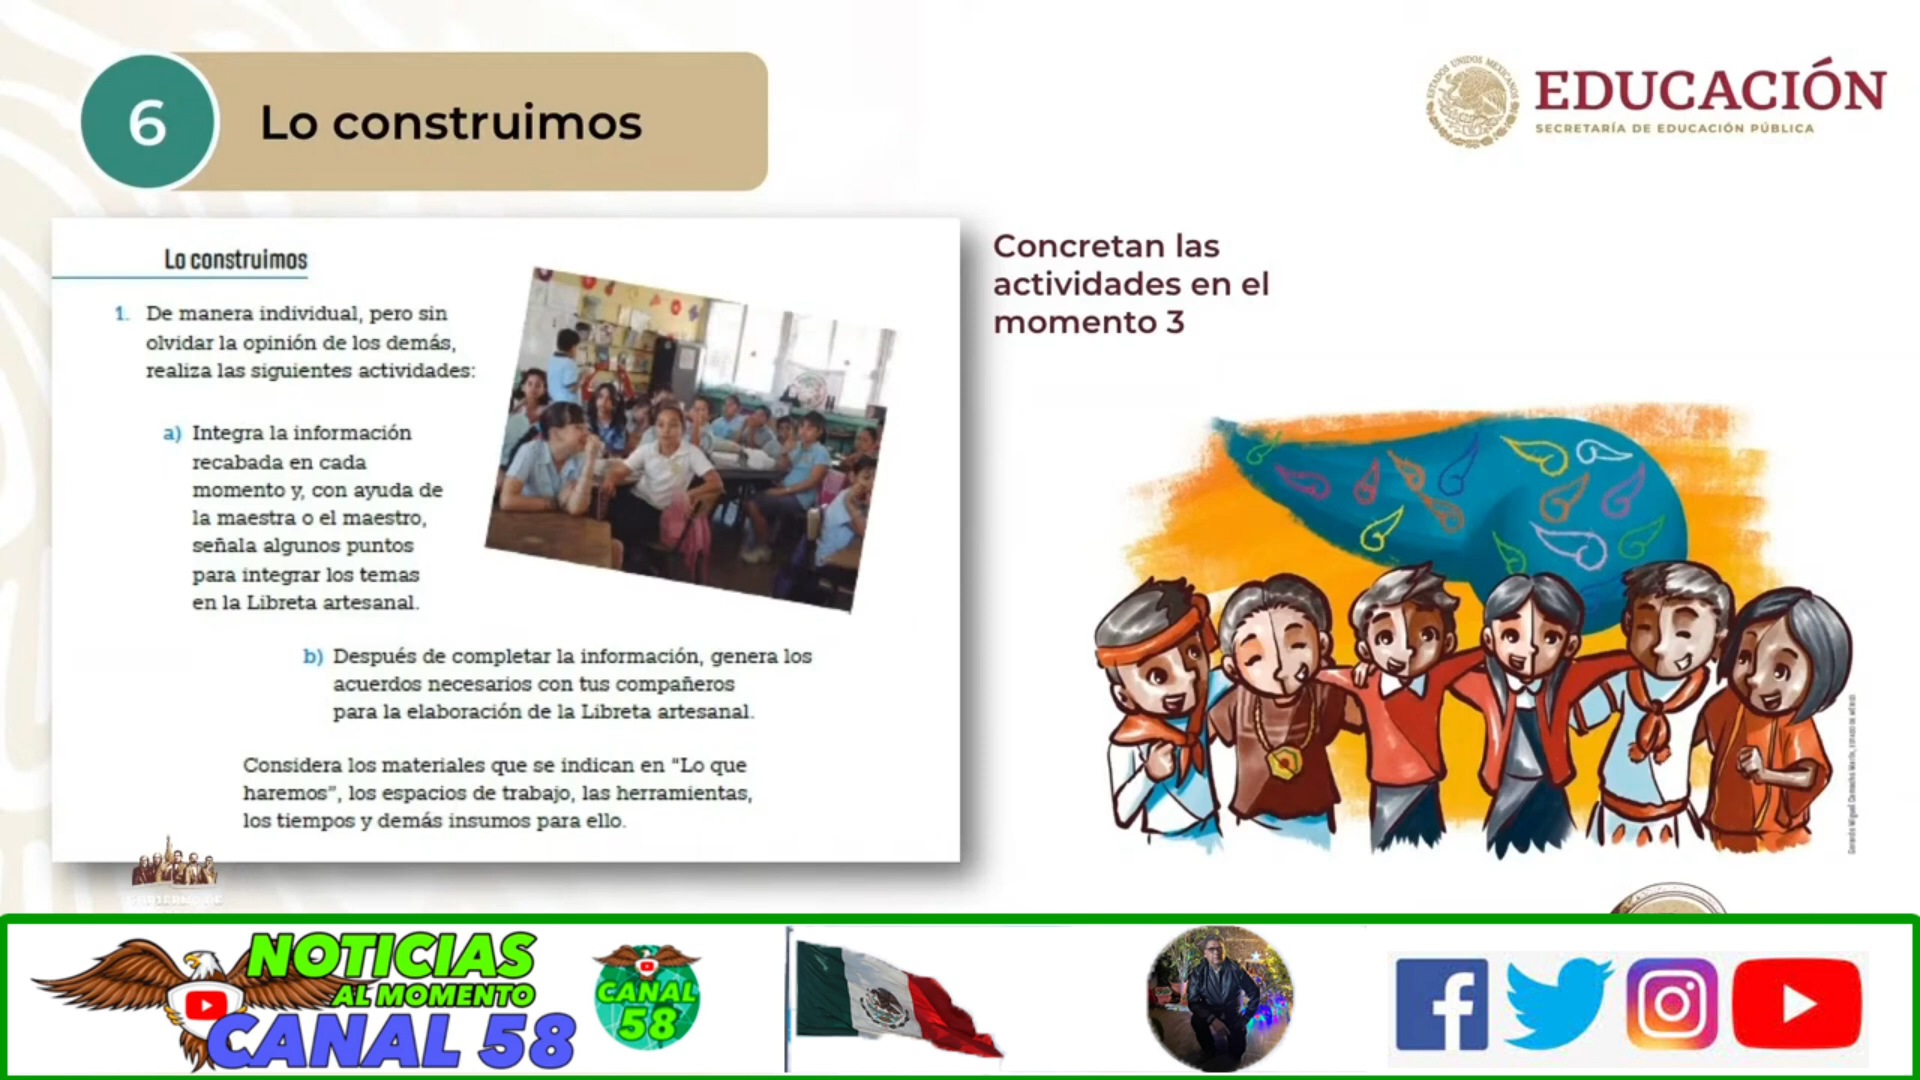 6
Lo construimos
ESTADOS UNIDOS MEXICANOS
EDUCACIÓN
SECRETARÍA DE EDUCACIÓN PÚBLICA
Lo construimos
1. De manera individual, pero sin
olvidar la opinión de los demás,
realiza las siguientes actividades:
a) Integra la información
recabada en cada
momento y, con ayuda de
la maestra o el maestro,
señala algunos puntos
para integrar los temas
en la Libreta artesanal.
b) Después de completar la información, genera los
acuerdos necesarios con tus compañeros
para la elaboración de la Libreta artesanal.
Considera los materiales que se indican en "Lo que
haremos", los espacios de trabajo, las herramientas,
los tiempos y demás insumos para ello.
Concretan las
actividades en el
momento 3
GOBIERNO DE
NOTICIAS
AL MOMENTO
CANAL 58
CANAL
58